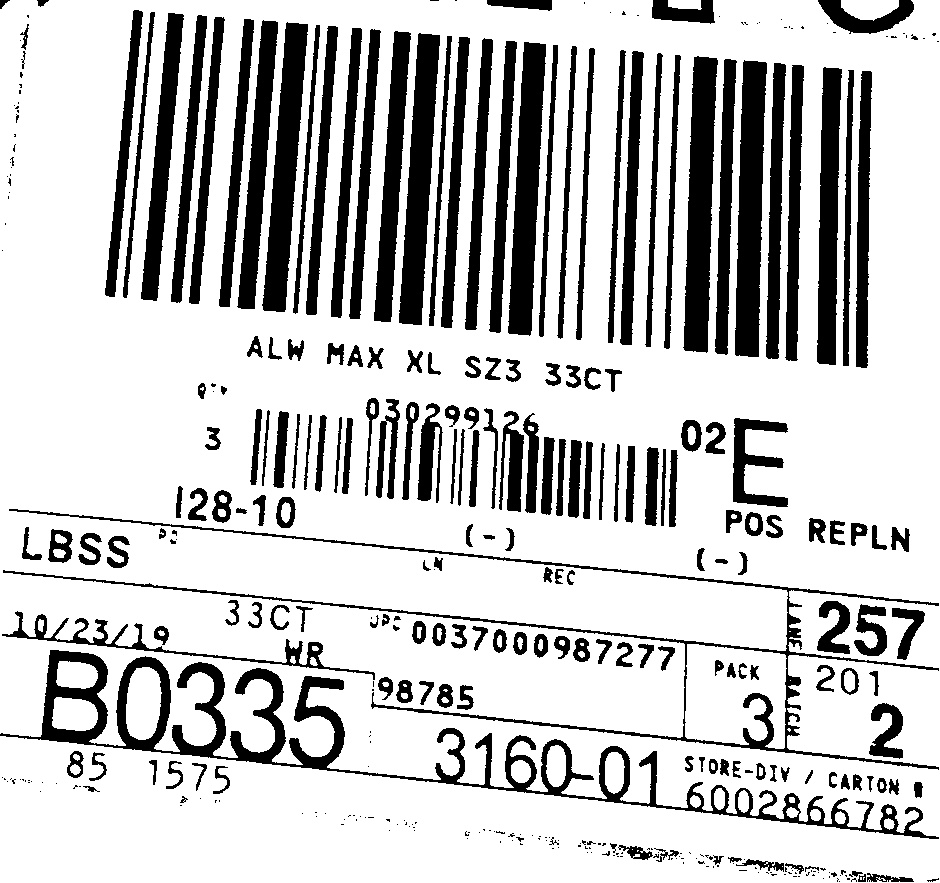 ALW MAX XL SZ3 33CT
QTY 030299126
3 02 E
I28-10 (-) POS REPLN
LBSS PC LN REC (-)
LANE 257
10/23/19 33CT UPC 0037000987277
WR PACK BATCH 201
B0335 98785 3 2
3160-01 STORE-DIV / CARTON #
85 1575 6002866782